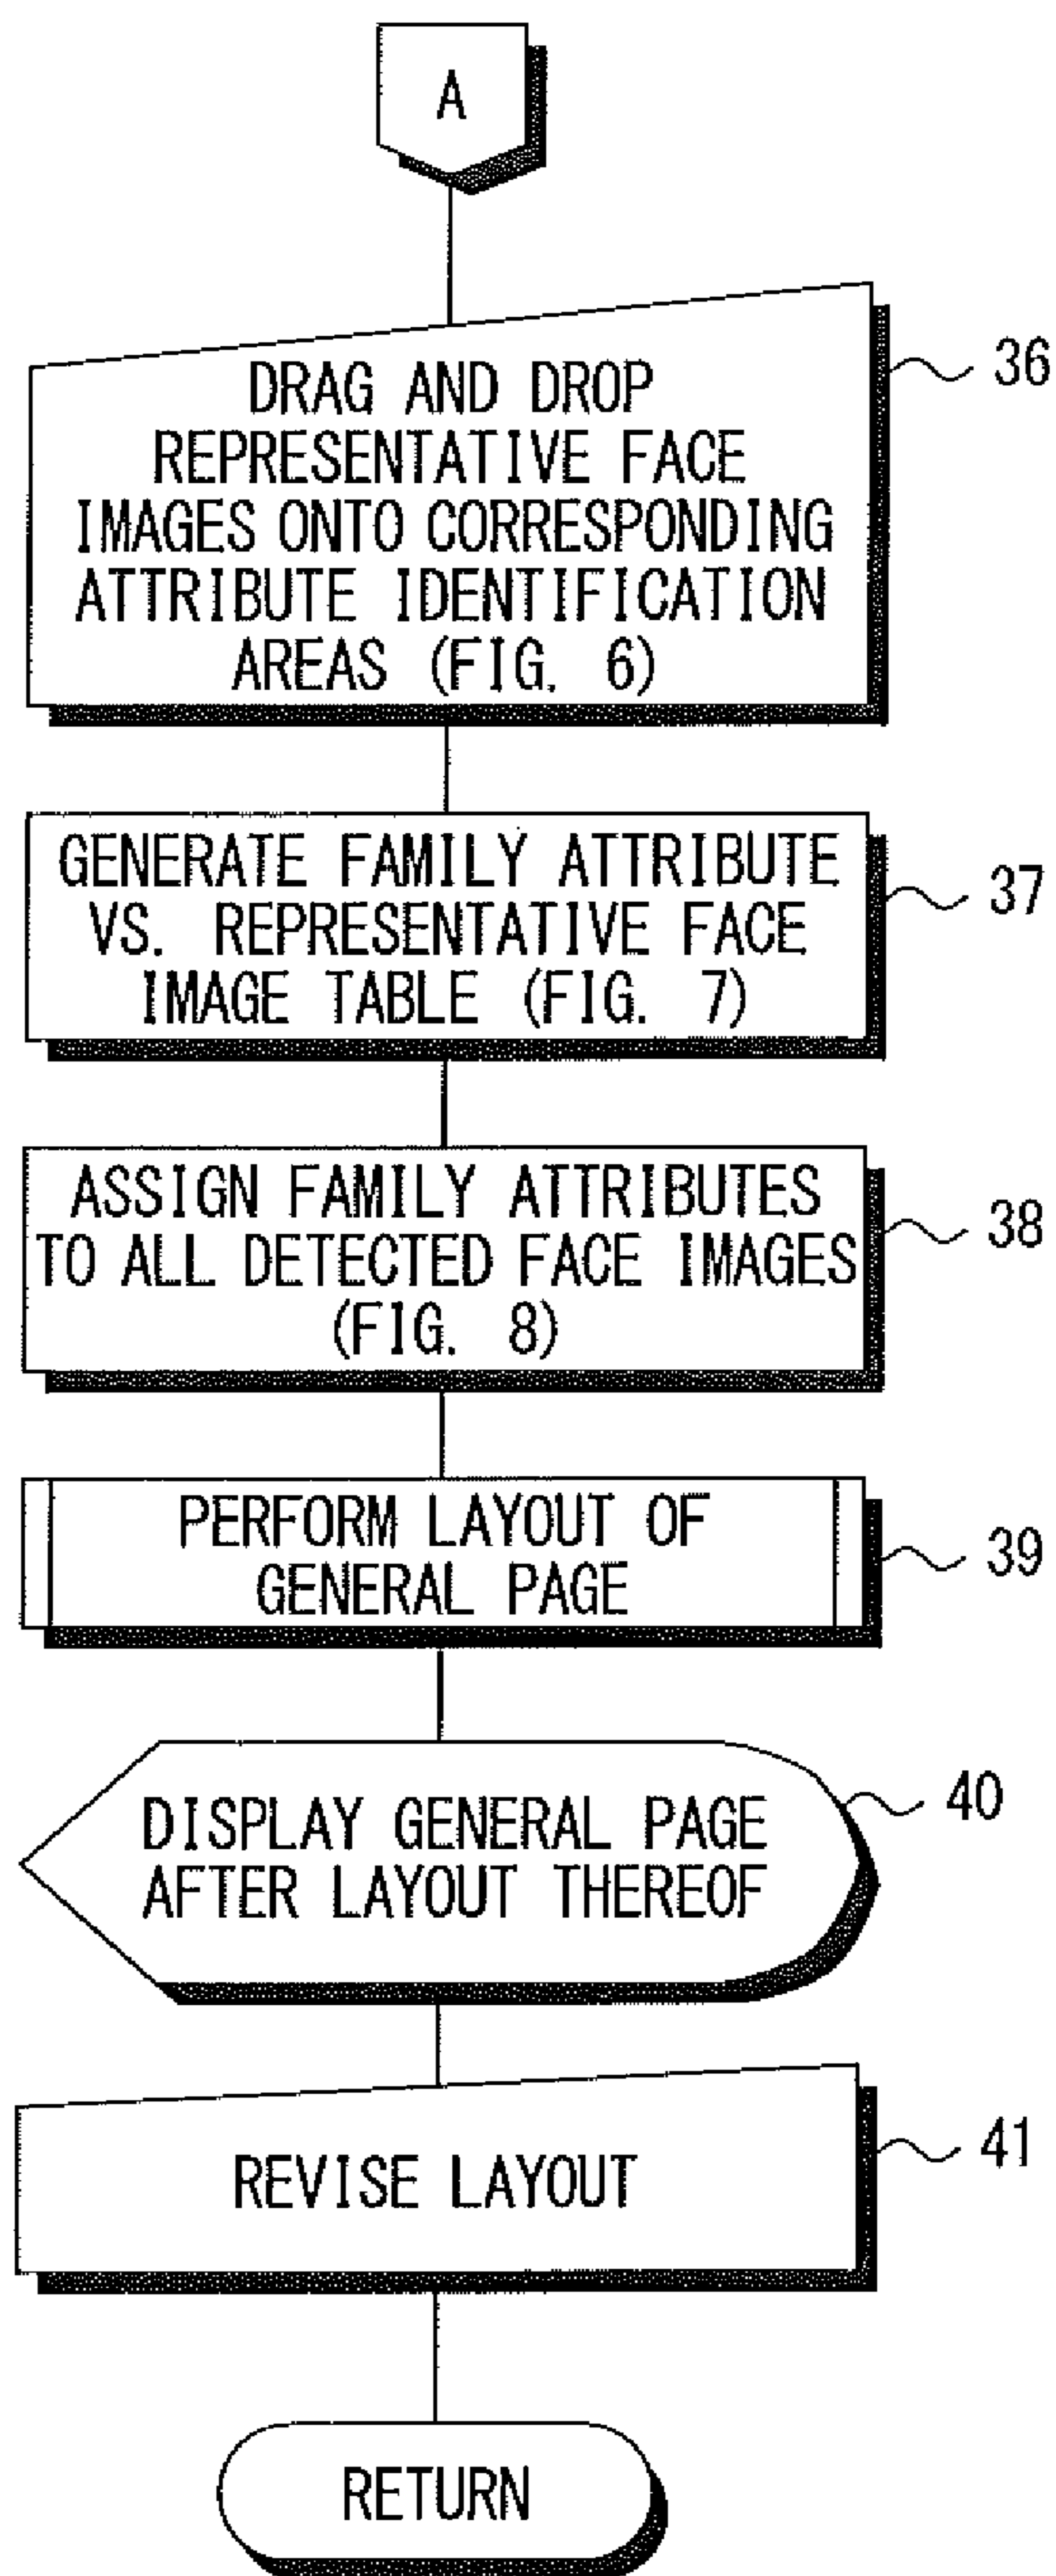 A
DRAG AND DROP
REPRESENTATIVE FACE
IMAGES ONTO CORRESPONDING
ATTRIBUTE IDENTIFICATION
AREAS (FIG. 6)
36
GENERATE FAMILY ATTRIBUTE
VS. REPRESENTATIVE FACE
IMAGE TABLE (FIG. 7)
37
ASSIGN FAMILY ATTRIBUTES
TO ALL DETECTED FACE IMAGES
(FIG. 8)
38
PERFORM LAYOUT OF
GENERAL PAGE
39
DISPLAY GENERAL PAGE
AFTER LAYOUT THEREOF
40
REVISE LAYOUT
41
RETURN